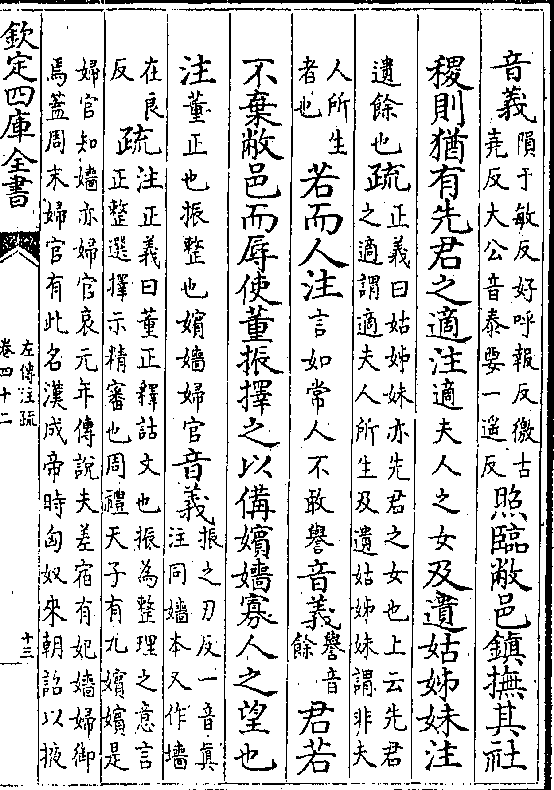 音義隕于敏反好呼報反徼古
堯反大公音泰要一遥反照臨敝邑鎮撫其社
稷則猶有先君之適注適夫人之女及遺姑姊妹注
遺餘也疏正義曰姑姊妹亦先君之女也上云先君
之適謂適夫人所生及遺姑姊妹謂非夫
人所生
者也若而人注言如常人不敢譽音義譽音
餘君若
不棄敝邑而辱使董振擇之以備嬪嬙寡人之望也
注董正也振整也嬪嬙婦官音義振之刃反一音真
注同嬙本又作墻
在良
反疏注正義曰董正釋詁文也振為整理之意言
正整選擇示精審也周禮天子有九嬪嬪是
婦官知嬙亦婦官哀元年傳說夫差宿有妃嬙婦御
焉蓋周末婦官有此名漢成帝時匈奴來朝詔以掖
欽定四庫全書
左傳注疏
卷四十二
十三